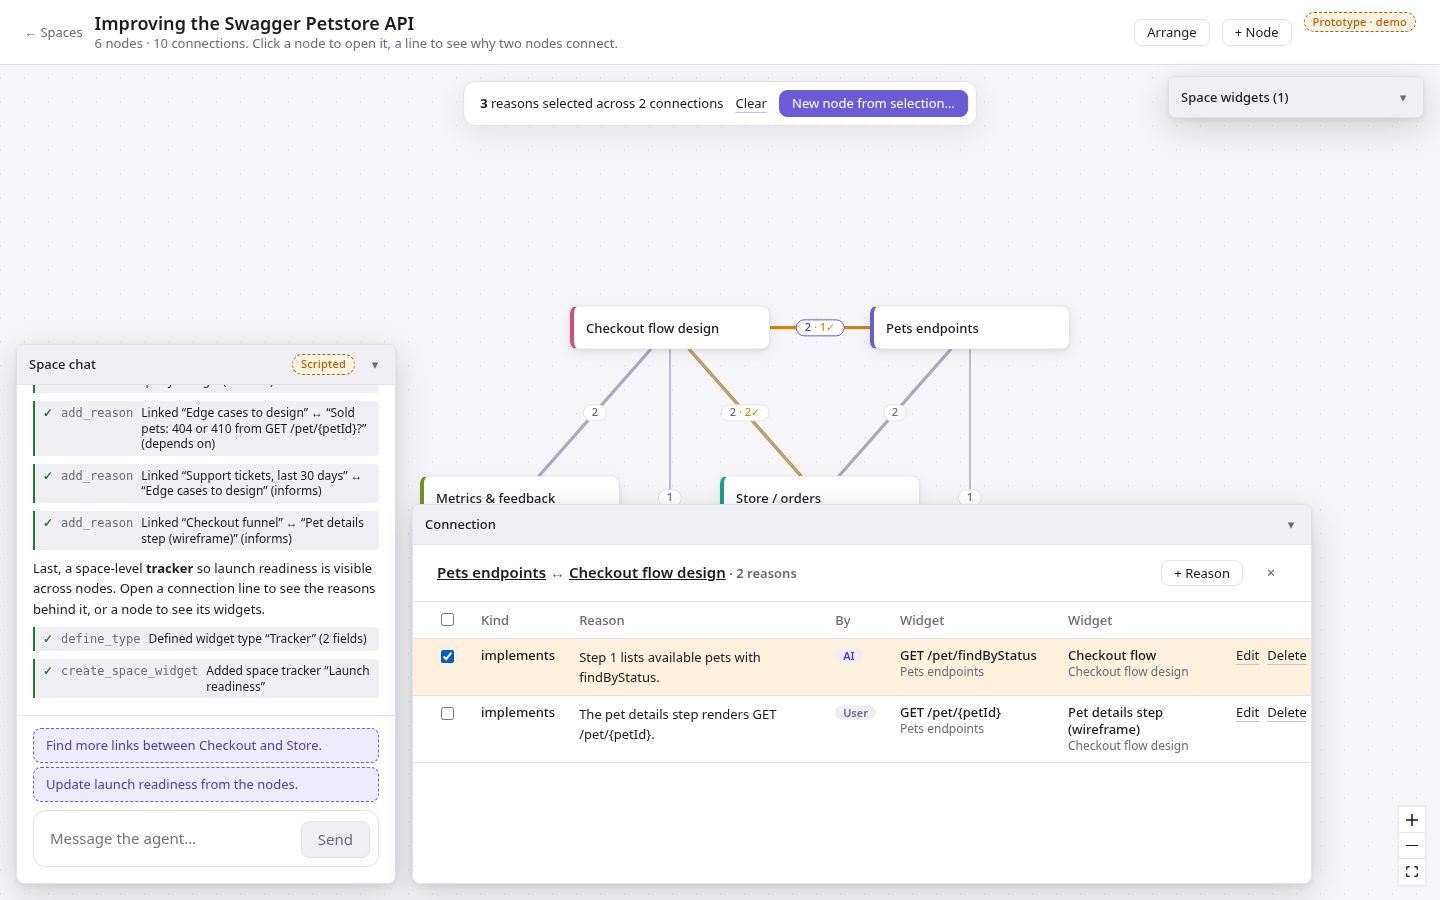 ← Spaces
Improving the Swagger Petstore API
6 nodes · 10 connections. Click a node to open it, a line to see why two nodes connect.
Arrange
+ Node
Prototype · demo
3 reasons selected across 2 connections
Clear
New node from selection...
Space widgets (1)
▼
Checkout flow design
2 · 1✓
Pets endpoints
2
2 · 2✓
2
Metrics & feedback
1
Store / orders
1
Space chat
Scripted
▼
✓ add_reason Linked “Edge cases to design” ↔ “Sold
pets: 404 or 410 from GET /pet/{petId}?”
(depends on)
✓ add_reason Linked “Support tickets, last 30 days” ↔
“Edge cases to design” (informs)
✓ add_reason Linked “Checkout funnel” ↔ “Pet details
step (wireframe)” (informs)
Last, a space-level tracker so launch readiness is visible
across nodes. Open a connection line to see the reasons
behind it, or a node to see its widgets.
✓ define_type Defined widget type “Tracker” (2 fields)
✓ create_space_widget Added space tracker “Launch
readiness”
Find more links between Checkout and Store.
Update launch readiness from the nodes.
Message the agent...
Send
Connection
▼
Pets endpoints ↔ Checkout flow design · 2 reasons
+ Reason
×
Kind Reason By Widget Widget
implements Step 1 lists available pets with
findByStatus.
AI
GET /pet/findByStatus
Pets endpoints
Checkout flow
Checkout flow design
Edit Delete
implements The pet details step renders GET
/pet/{petId}.
User
GET /pet/{petId}
Pets endpoints
Pet details step
(wireframe)
Checkout flow design
Edit Delete